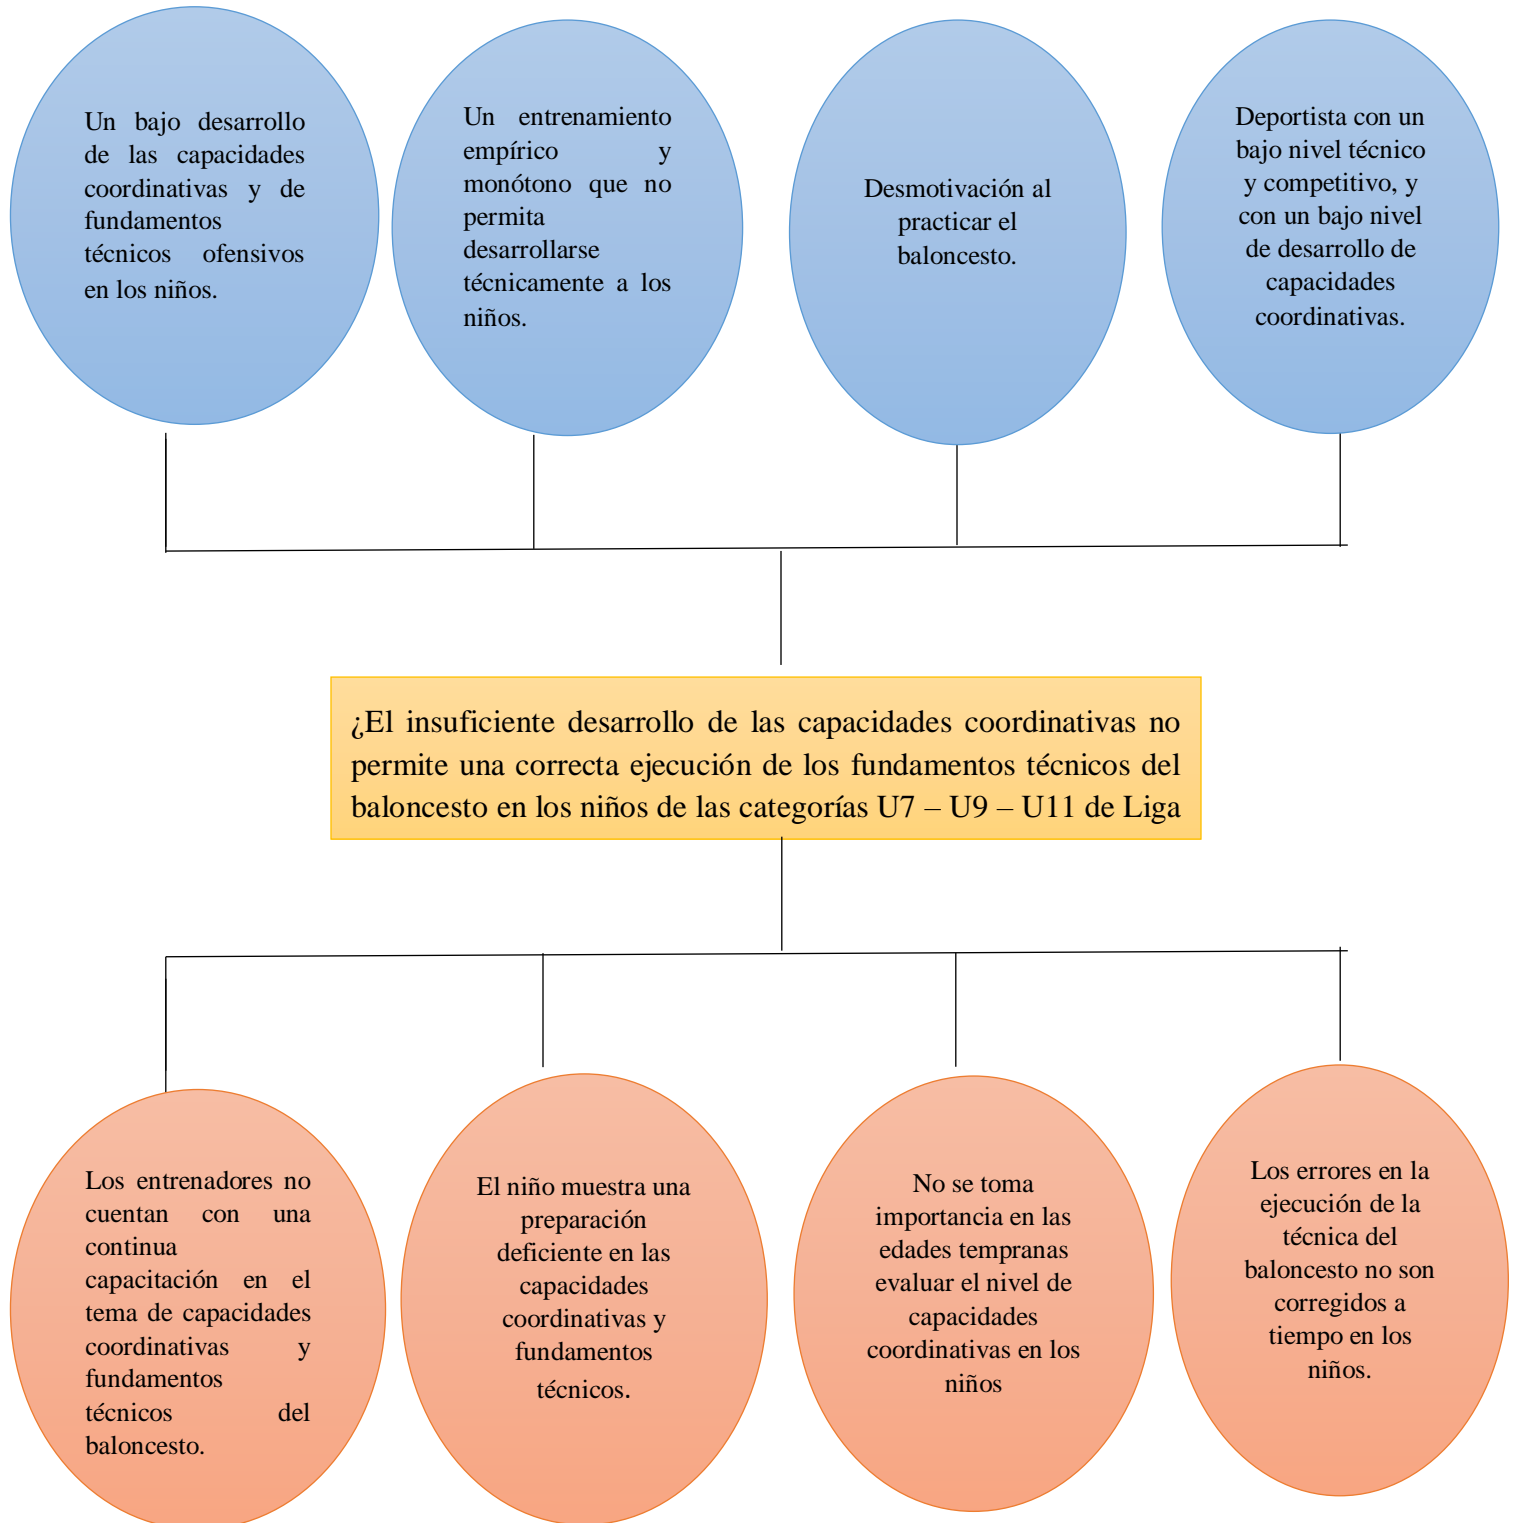 Un bajo desarrollo
de las capacidades
coordinativas y de
fundamentos
técnicos ofensivos
en los niños.
Un entrenamiento
empírico y
monótono que no
permita
desarrollarse
técnicamente a los
niños.
Desmotivación al
practicar el
baloncesto.
Deportista con un
bajo nivel técnico
y competitivo, y
con un bajo nivel
de desarrollo de
capacidades
coordinativas.
¿El insuficiente desarrollo de las capacidades coordinativas no
permite una correcta ejecución de los fundamentos técnicos del
baloncesto en los niños de las categorías U7 – U9 – U11 de Liga
Los entrenadores no
cuentan con una
continua
capacitación en el
tema de capacidades
coordinativas y
fundamentos
técnicos del
baloncesto.
El niño muestra una
preparación
deficiente en las
capacidades
coordinativas y
fundamentos
técnicos.
No se toma
importancia en las
edades tempranas
evaluar el nivel de
capacidades
coordinativas en los
niños
Los errores en la
ejecución de la
técnica del
baloncesto no son
corregidos a
tiempo en los
niños.